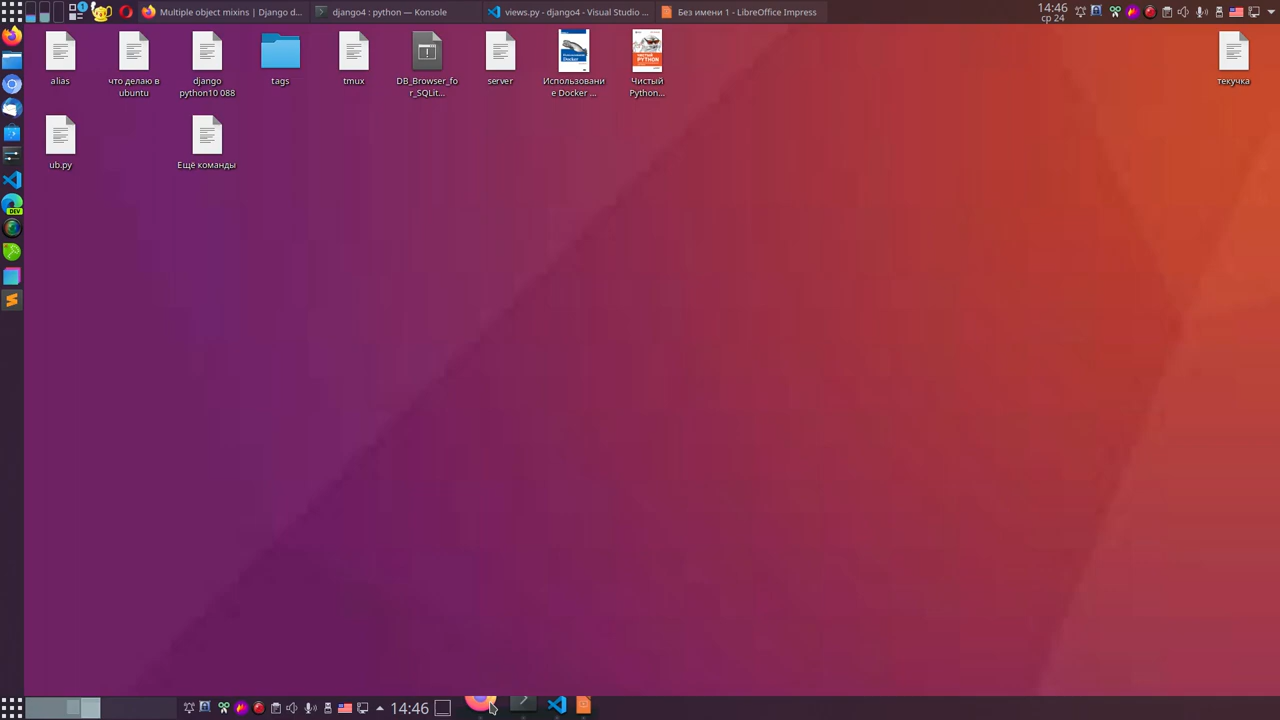 Multiple object mixins | Django d...
django4 : python — Konsole
views.py - django4 - Visual Studio ...
Без имени 1 - LibreOffice Impress
14:46
ср 24
1
DEV
alias
что делаю в
ubuntu
django
python10 088
tags
tmux
DB_Browser_fo
r_SQLit...
server
Использовани
е Docker ...
Чистый
Python...
текучка
ub.py
Ещё команды
14:46